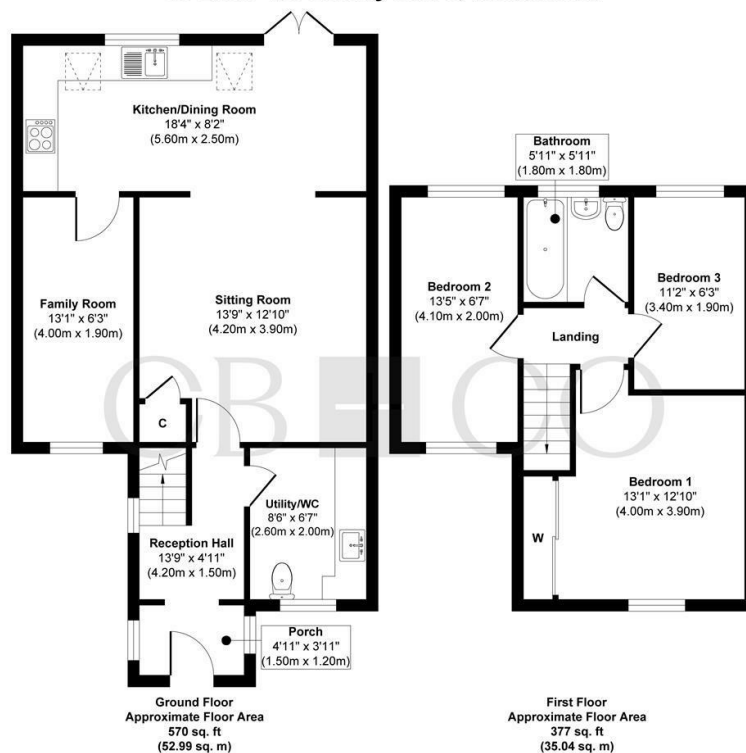 Kitchen/Dining Room
18'4" x 8'2"
(5.60m x 2.50m)
Family Room
13'1" x 6'3"
(4.00m x 1.90m)
Sitting Room
13'9" x 12'10"
(4.20m x 3.90m)
C
Utility/WC
8'6" x 6'7"
(2.60m x 2.00m)
Reception Hall
13'9" x 4'11"
(4.20m x 1.50m)
Porch
4'11" x 3'11"
(1.50m x 1.20m)
Ground Floor
Approximate Floor Area
570 sq. ft
(52.99 sq. m)
Bathroom
5'11" x 5'11"
(1.80m x 1.80m)
Bedroom 2
13'5" x 6'7"
(4.10m x 2.00m)
Bedroom 3
11'2" x 6'3"
(3.40m x 1.90m)
Landing
Bedroom 1
13'1" x 12'10"
(4.00m x 3.90m)
W
First Floor
Approximate Floor Area
377 sq. ft
(35.04 sq. m)
CB CO